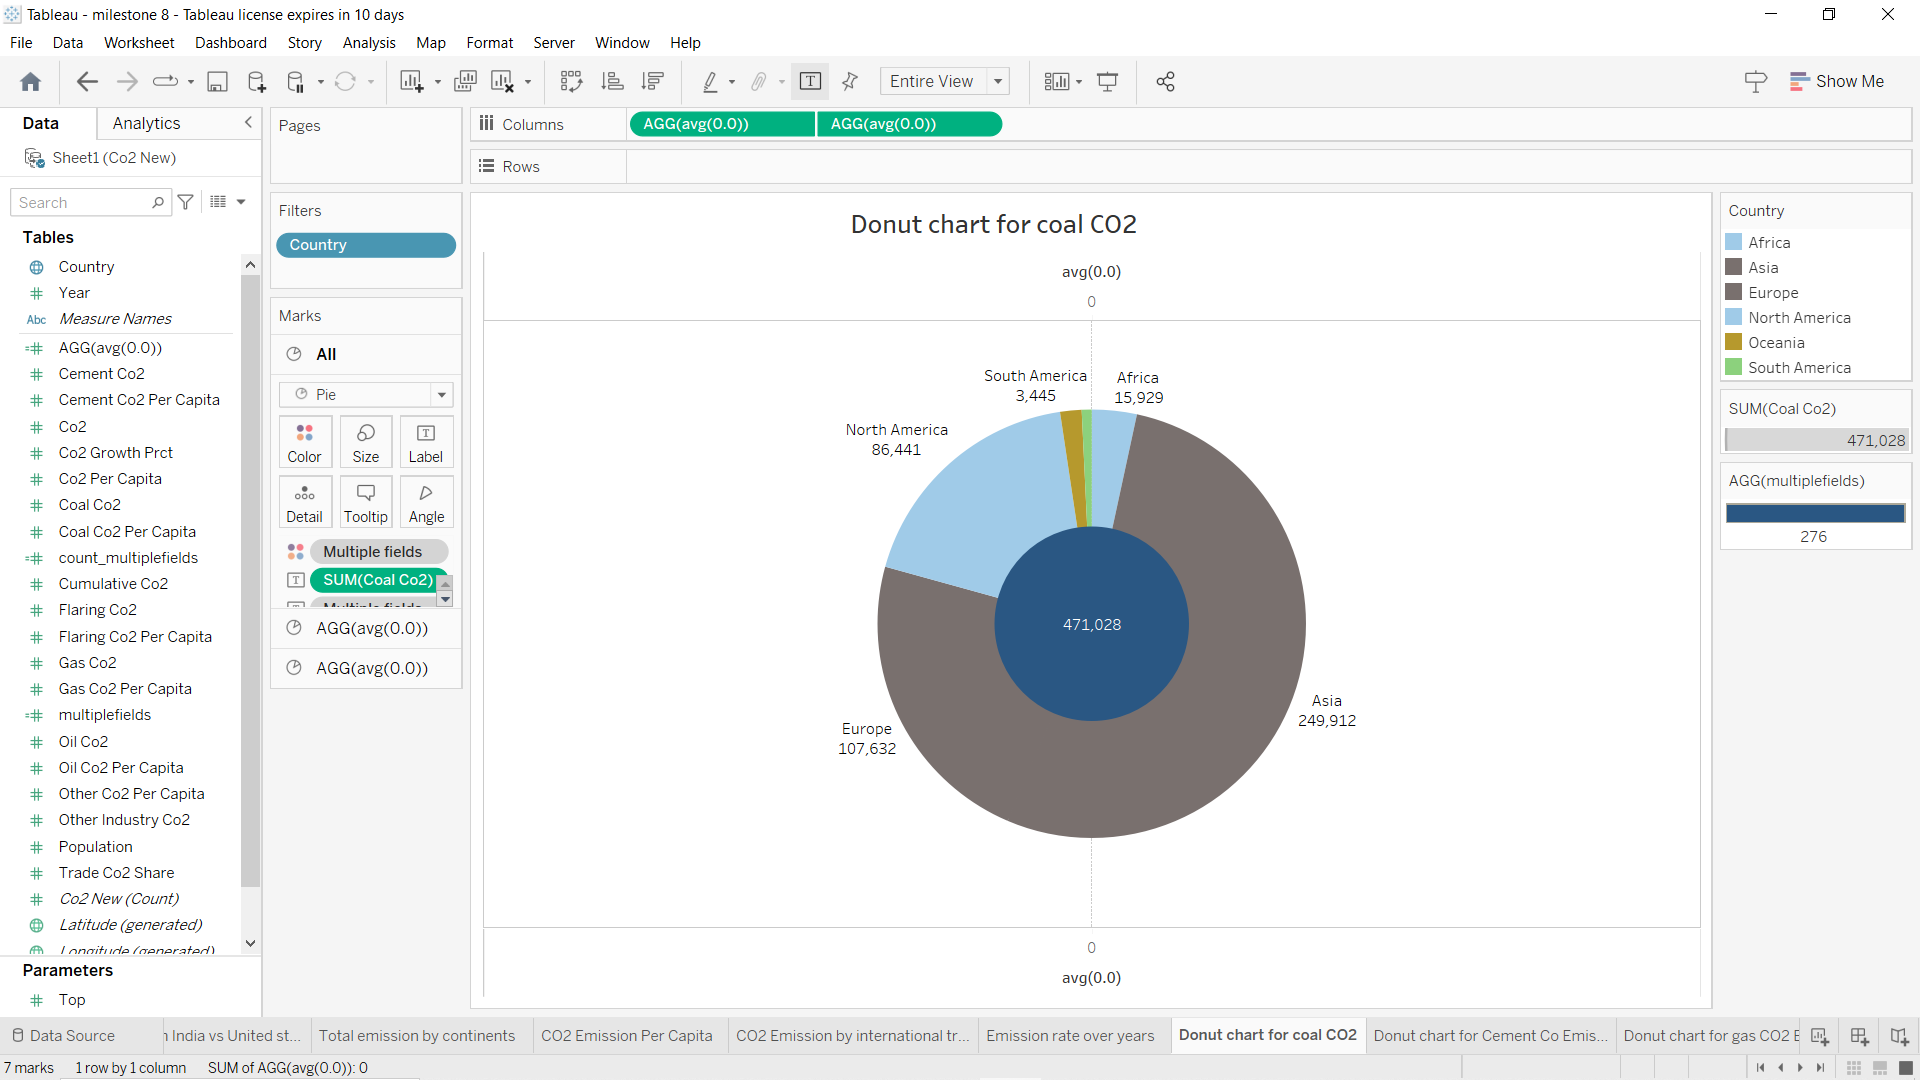 Tableau - milestone 8 - Tableau license expires in 10 days
File Data Worksheet Dashboard Story Analysis Map Format Server Window Help
Entire View
Show Me
Data Analytics
Sheet1 (Co2 New)
Search
Tables
Country
Year
Abc Measure Names
AGG(avg(0.0))
Cement Co2
Cement Co2 Per Capita
Co2
Co2 Growth Prct
Co2 Per Capita
Coal Co2
Coal Co2 Per Capita
count_multiplefields
Cumulative Co2
Flaring Co2
Flaring Co2 Per Capita
Gas Co2
Gas Co2 Per Capita
multiplefields
Oil Co2
Oil Co2 Per Capita
Other Co2 Per Capita
Other Industry Co2
Population
Trade Co2 Share
Co2 New (Count)
Latitude (generated)
Longitude (generated)
Parameters
Top
Pages
Filters
Country
Marks
All
Pie
Color Size Label
Detail Tooltip Angle
Multiple fields
SUM(Coal Co2)
Multiple fields
AGG(avg(0.0))
AGG(avg(0.0))
Columns AGG(avg(0.0)) AGG(avg(0.0))
Rows
Donut chart for coal CO2
avg(0.0)
0
South America
3,445
Africa
15,929
North America
86,441
471,028
Asia
249,912
Europe
107,632
0
avg(0.0)
Country
Africa
Asia
Europe
North America
Oceania
South America
SUM(Coal Co2)
471,028
AGG(multiplefields)
276
Data Source
India vs United st... Total emission by continents CO2 Emission Per Capita CO2 Emission by international tr... Emission rate over years Donut chart for coal CO2 Donut chart for Cement Co Emis... Donut chart for gas CO2 E
7 marks 1 row by 1 column SUM of AGG(avg(0.0)): 0